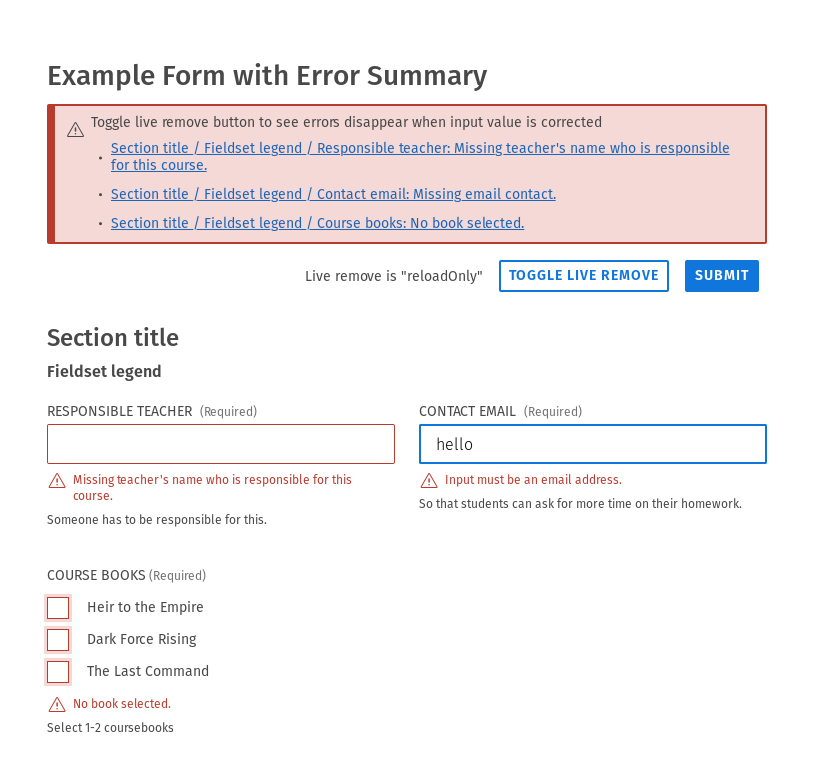 Example Form with Error Summary
Toggle live remove button to see errors disappear when input value is corrected
• Section title / Fieldset legend / Responsible teacher: Missing teacher's name who is responsible
for this course.
• Section title / Fieldset legend / Contact email: Missing email contact.
• Section title / Fieldset legend / Course books: No book selected.
Live remove is "reloadOnly" TOGGLE LIVE REMOVE SUBMIT
Section title
Fieldset legend
RESPONSIBLE TEACHER (Required)
Missing teacher's name who is responsible for this
course.
Someone has to be responsible for this.
CONTACT EMAIL (Required)
hello
Input must be an email address.
So that students can ask for more time on their homework.
COURSE BOOKS (Required)
Heir to the Empire
Dark Force Rising
The Last Command
No book selected.
Select 1-2 coursebooks